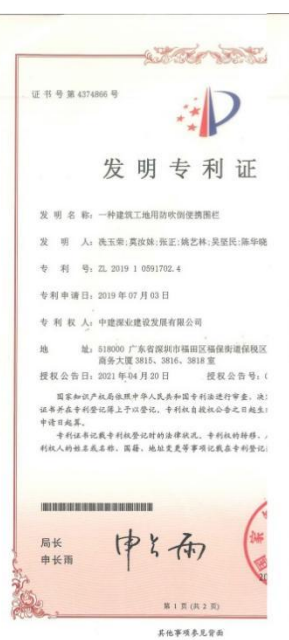 证书号第4374866号
发明专利证
发 明 名 称：一种建筑工地用防吹倒便携围栏
发 明 人：冼玉荣;莫汝妹;张正;姚艺林;吴坚民;陈华晓
专 利 号：ZL 2019 1 0591702.4
专利申请日：2019年07月03日
专 利 权 人：中建深业建设发展有限公司
地 址：518000 广东省深圳市福田区福保街道保税区
商务大厦3815、3816、3818室
授权公告日：2021年04月20日 授权公告号：
国家知识产权局依照中华人民共和国专利法进行审查，决
证书并在专利登记簿上予以登记。专利权自授权公告之日起生
申请日起算。
专利证书记载专利权登记时的法律状况。专利权的转移、
利权人的姓名或名称、国籍、地址变更等事项记载在专利登记
局长
申长雨
申长雨
第 1 页 (共 2 页)
其他事项参见背面